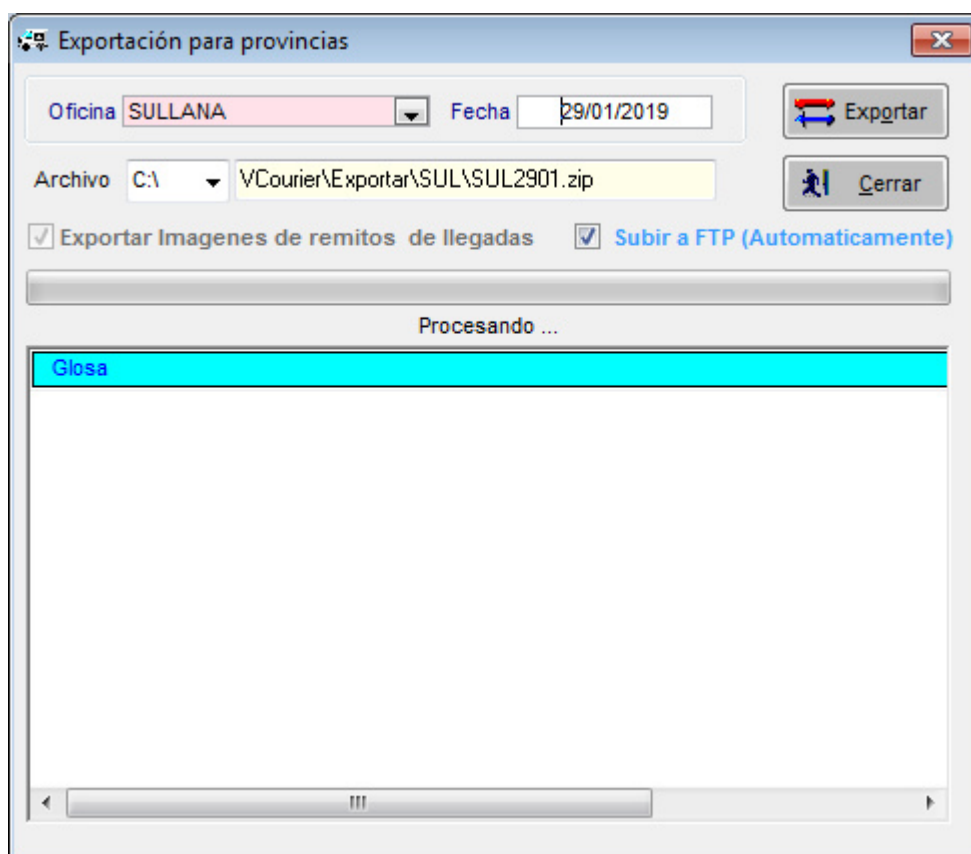 Exportación para provincias
Oficina SULLANA Fecha 29/01/2019 Exportar
Archivo C:\ VCourier\Exportar\SUL\SUL2901.zip Cerrar
Exportar Imagenes de remitos de llegadas Subir a FTP (Automaticamente)
Procesando ...
Glosa